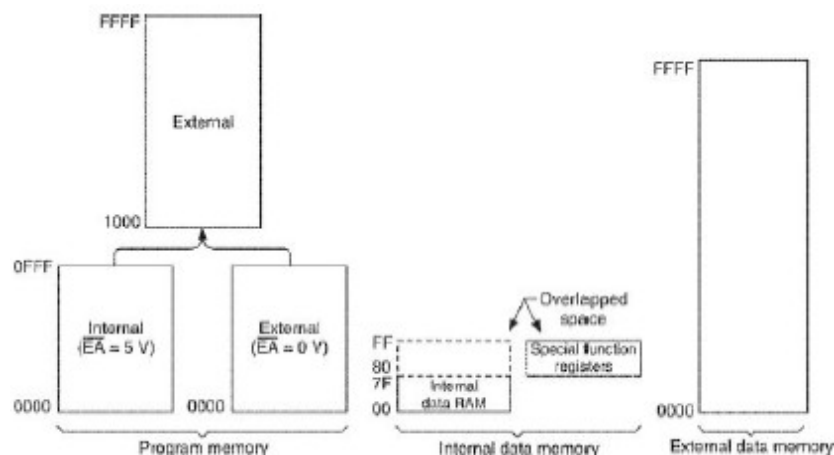 FFFF
External
1000
0FFF
Internal
(EA = 5 V)
0000
External
(EA = 0 V)
0000
Program memory
Overlapped
space
FF
80
7F
00
Internal
data RAM
Special function
registers
Internal data memory
FFFF
0000
External data memory